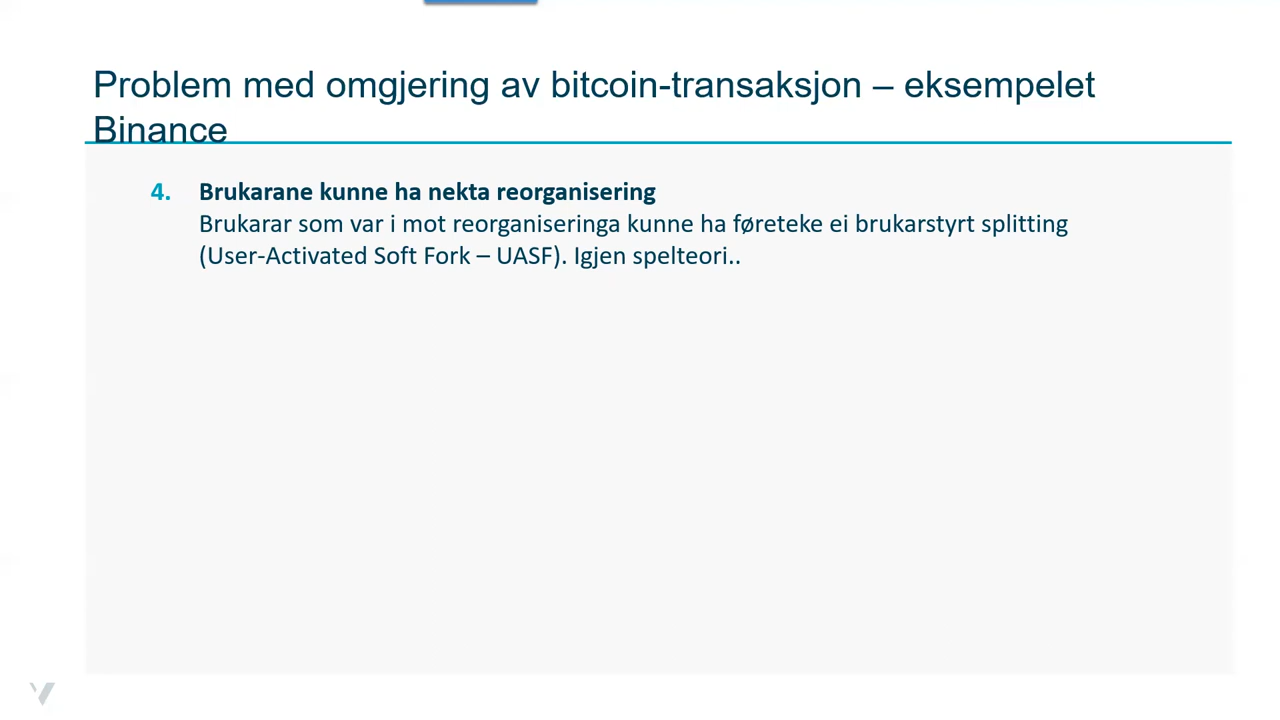 Problem med omgjering av bitcoin-transaksjon – eksempelet
Binance
4. Brukarane kunne ha nekta reorganisering
Brukarar som var i mot reorganiseringa kunne ha føreteke ei brukarstyrt splitting
(User-Activated Soft Fork – UASF). Igjen spelteori..